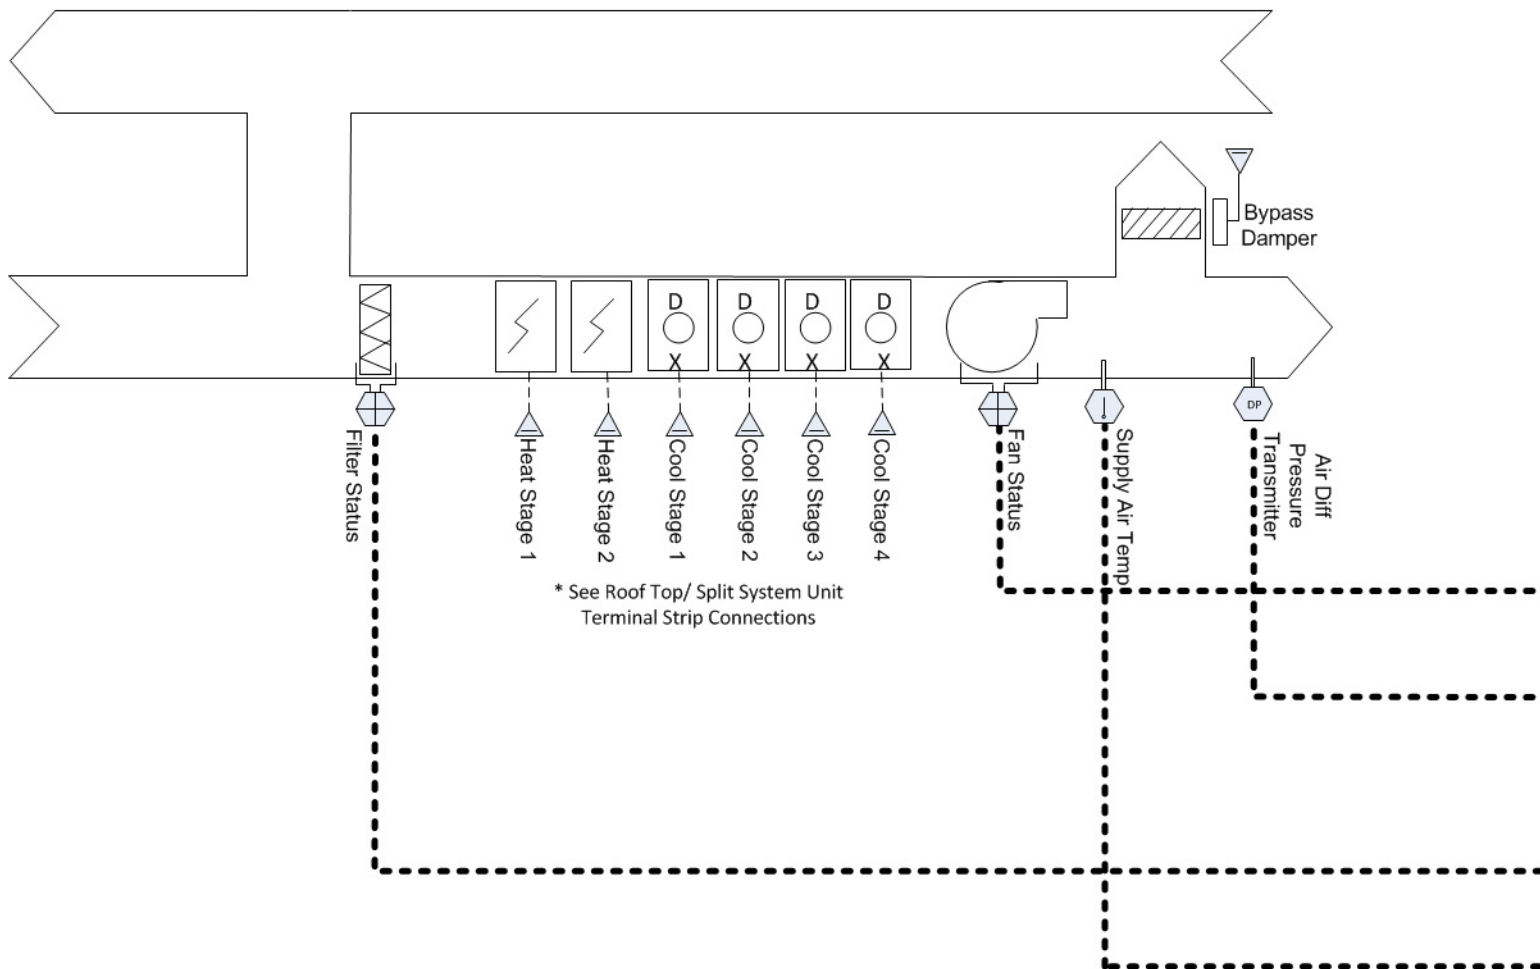 Bypass
Damper
D
X
D
X
D
X
D
X
DP
Filter Status
Heat Stage 1
Heat Stage 2
Cool Stage 1
Cool Stage 2
Cool Stage 3
Cool Stage 4
Fan Status
Supply Air Temp
Air Diff
Pressure
Transmitter
* See Roof Top/ Split System Unit
Terminal Strip Connections